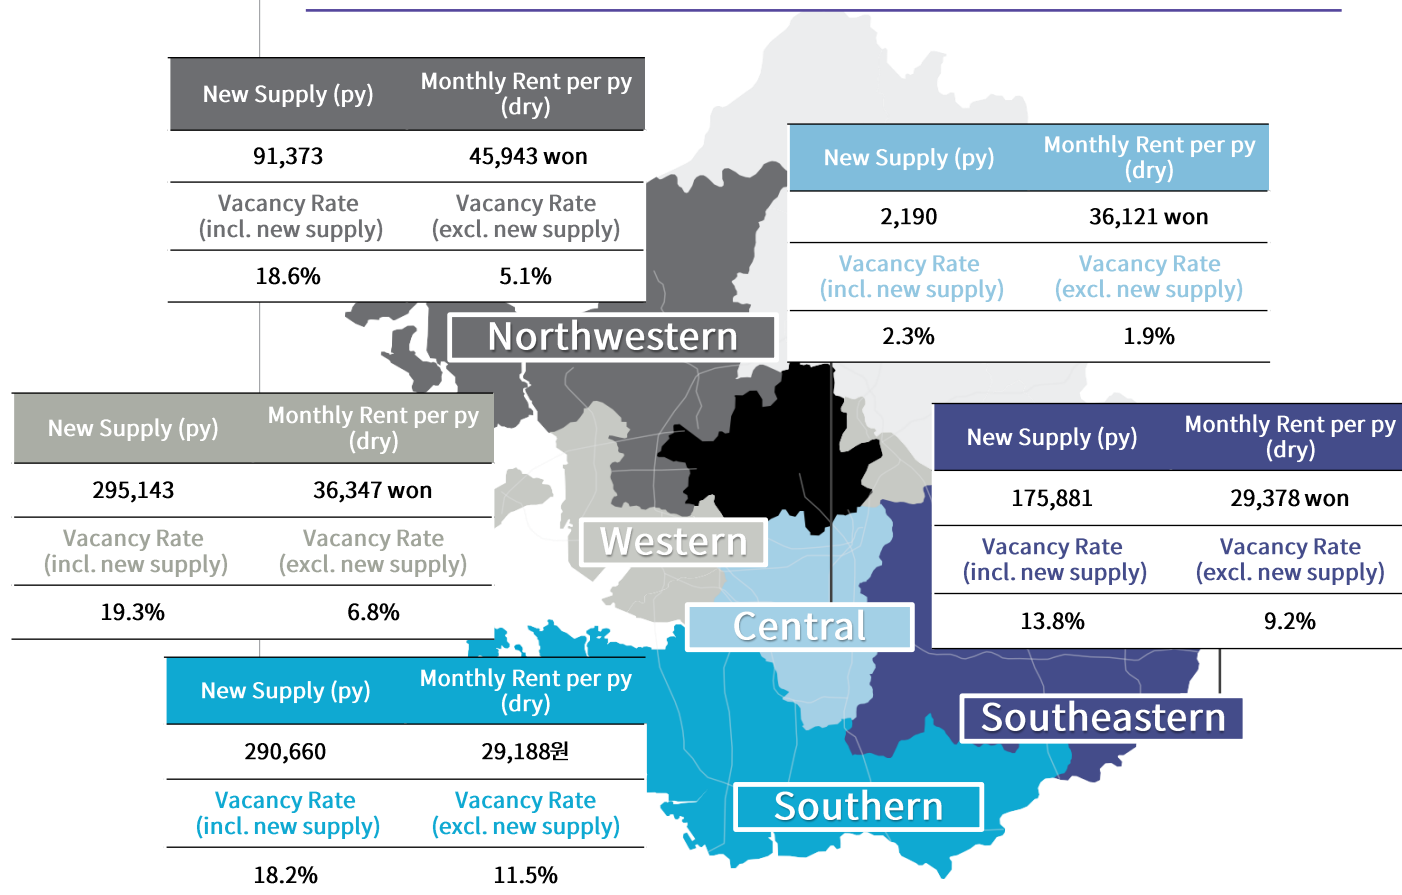 New Supply (py)
Monthly Rent per py
(dry)
91,373
45,943 won
Vacancy Rate
(incl. new supply)
Vacancy Rate
(excl. new supply)
18.6%
5.1%
New Supply (py)
Monthly Rent per py
(dry)
2,190
36,121 won
Vacancy Rate
(incl. new supply)
Vacancy Rate
(excl. new supply)
2.3%
1.9%
Northwestern
New Supply (py)
Monthly Rent per py
(dry)
295,143
36,347 won
Vacancy Rate
(incl. new supply)
Vacancy Rate
(excl. new supply)
19.3%
6.8%
New Supply (py)
Monthly Rent per py
(dry)
175,881
29,378 won
Vacancy Rate
(incl. new supply)
Vacancy Rate
(excl. new supply)
13.8%
9.2%
Western
Central
New Supply (py)
Monthly Rent per py
(dry)
290,660
29,188원
Vacancy Rate
(incl. new supply)
Vacancy Rate
(excl. new supply)
18.2%
11.5%
Southeastern
Southern